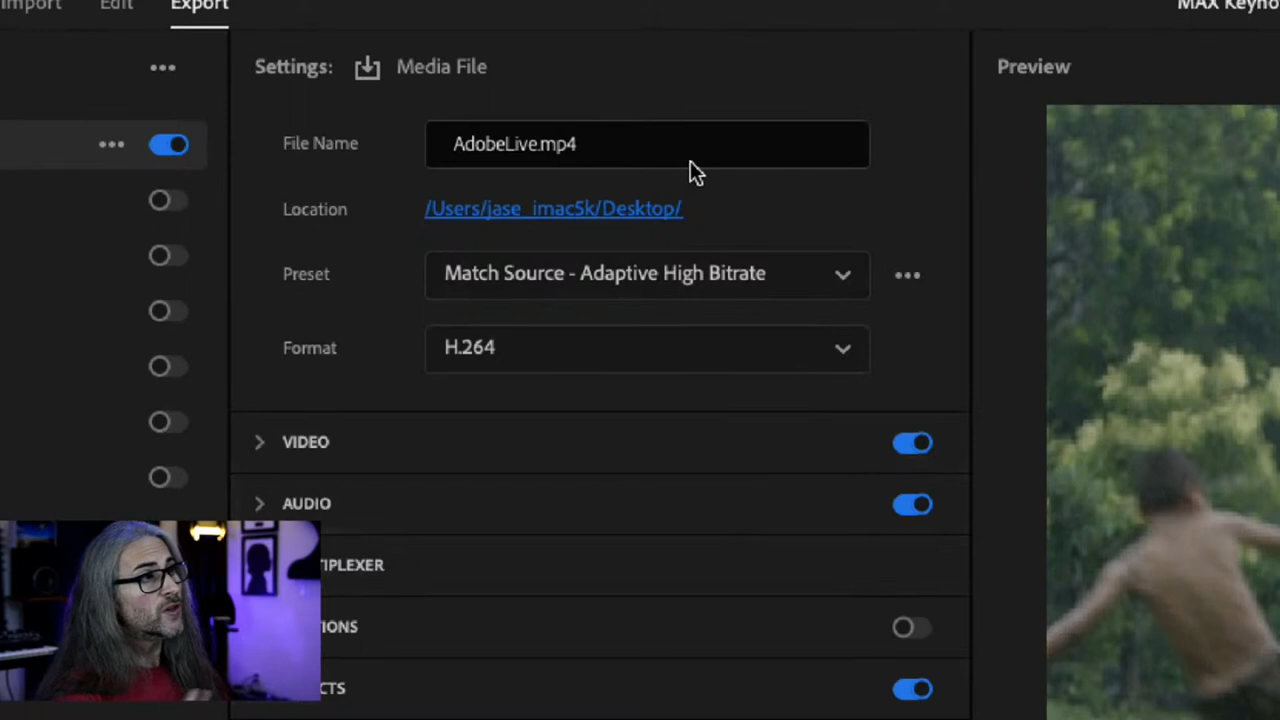 Import Edit Export
MAX Keyno
Settings: Media File
Preview
File Name AdobeLive.mp4
Location /Users/jase_imac5k/Desktop/
Preset Match Source - Adaptive High Bitrate
Format H.264
VIDEO
AUDIO
TIPLEXER
TIONS
CTS